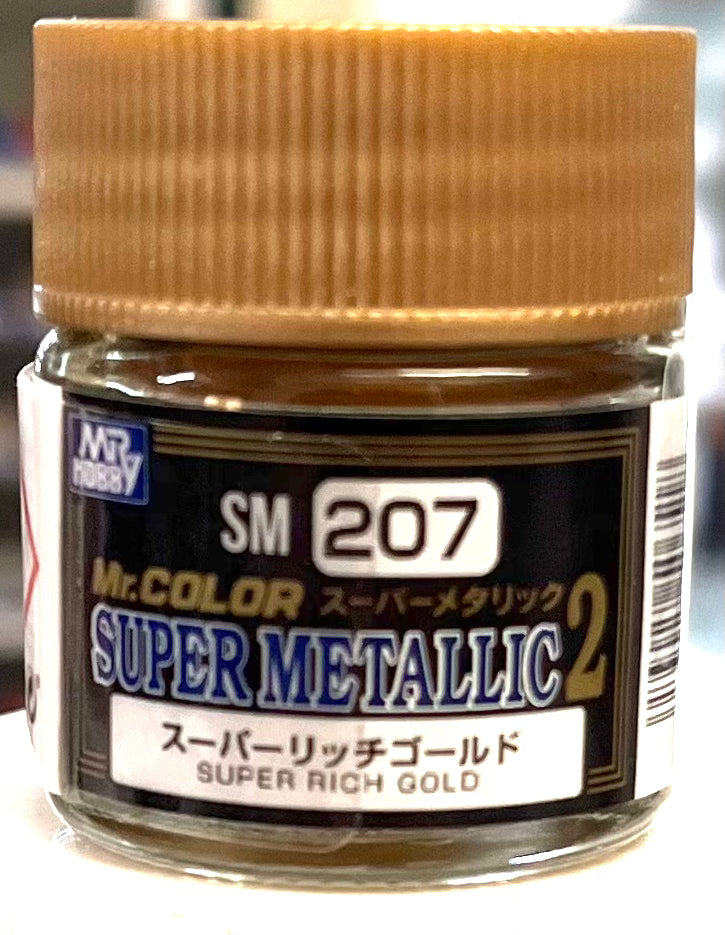 MR HOBBY
SM 207
Mr.COLOR スーパーメタリック
SUPER METALLIC 2
スーパーリッチゴールド
SUPER RICH GOLD